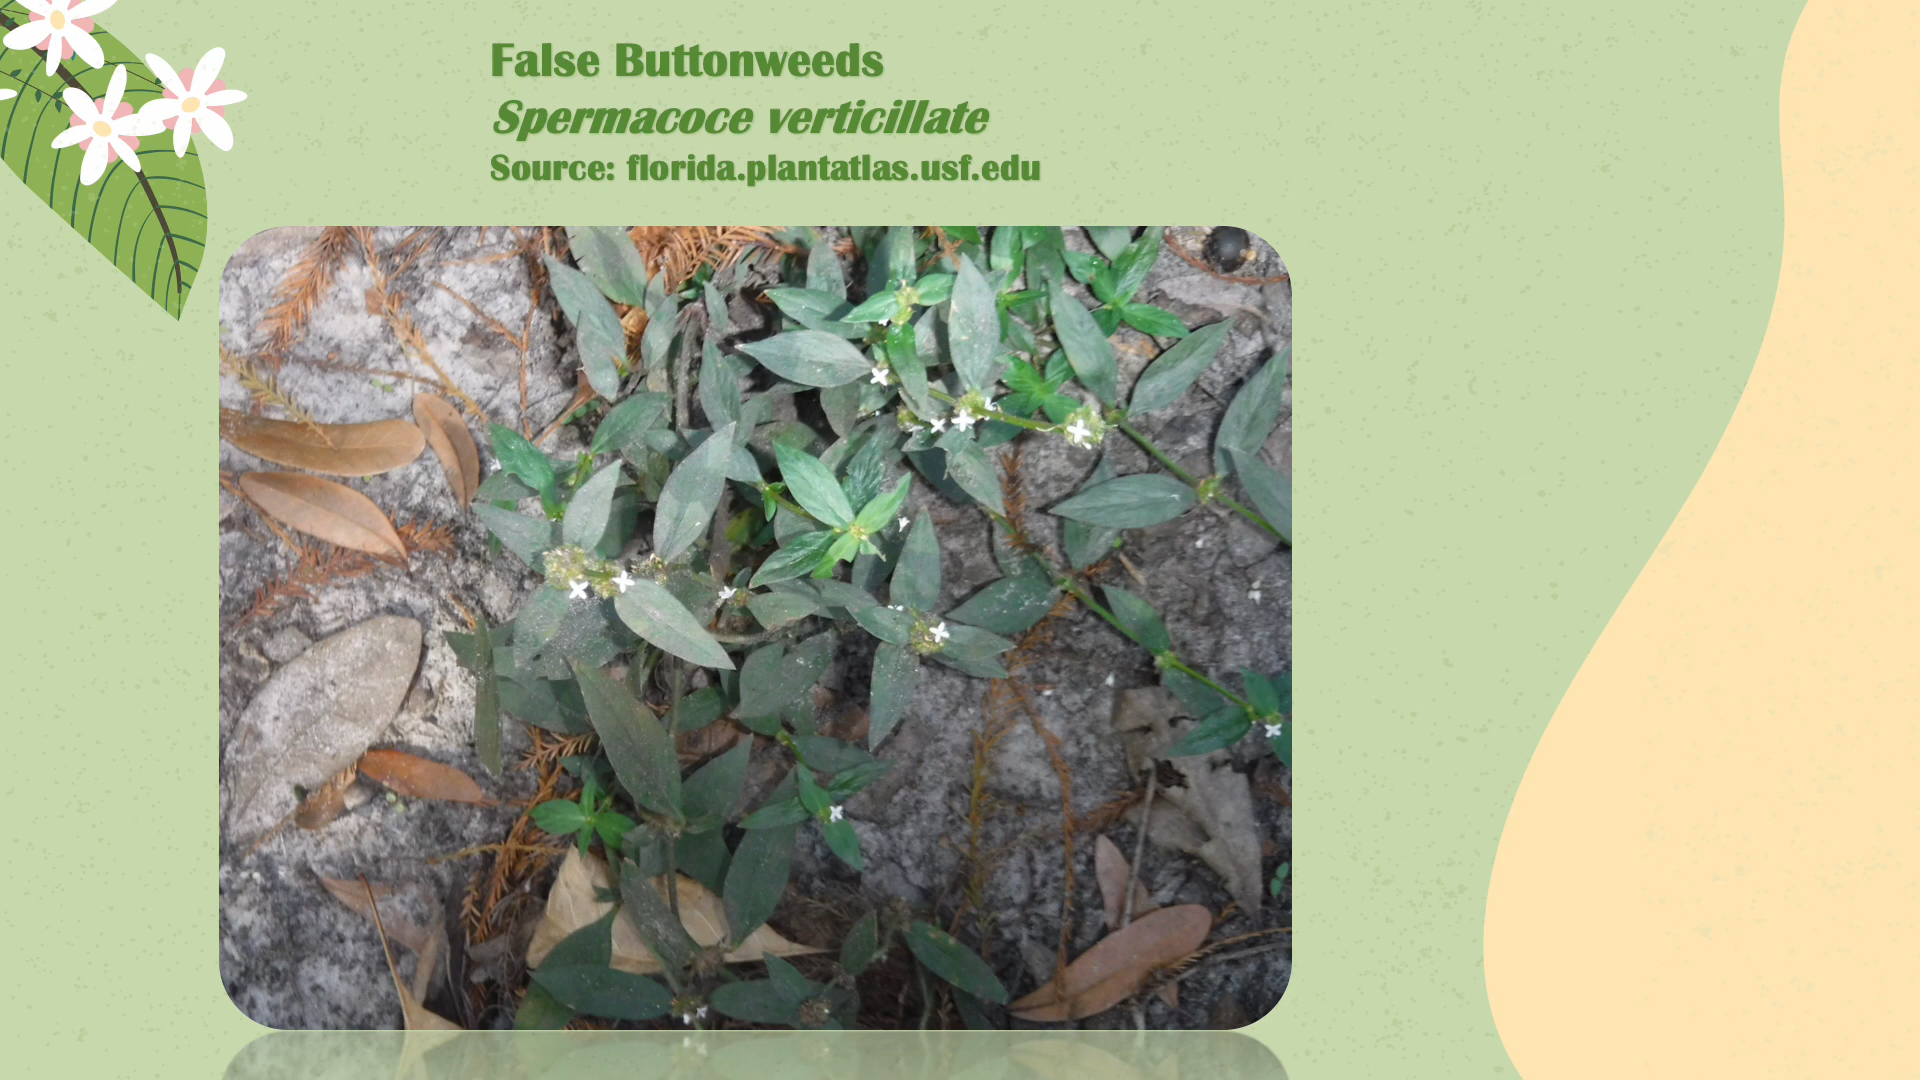 False Buttonweeds
Spermacoce verticillate
Source: florida.plantatlas.usf.edu